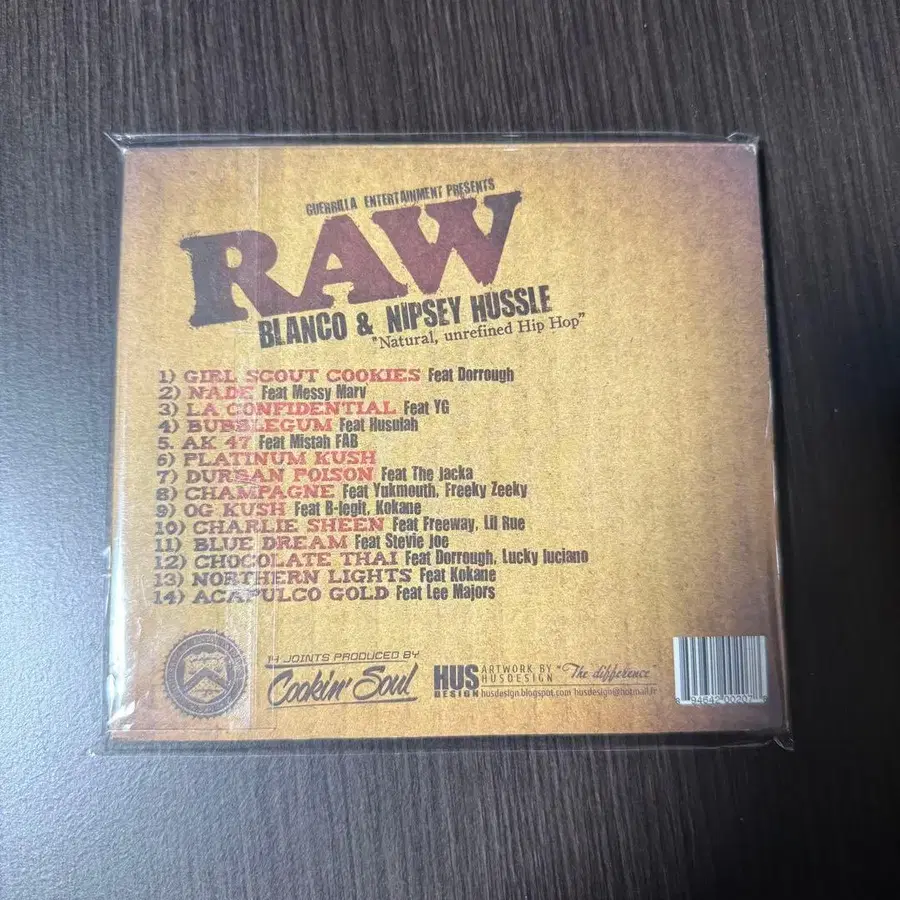 GUERRILLA ENTERTAINMENT PRESENTS
RAW
BLANCO & NIPSEY HUSSLE
"Natural, unrefined Hip Hop"
1) GIRL SCOUT COOKIES Feat Dorrough
2) NADE Feat Messy Marv
3) LA CONFIDENTIAL Feat YG
4) BUBBLEGUM Feat Husulah
5. AK 47 Feat Mistah FAB
6) PLATINUM KUSH
7) DURBAN POISON Feat The Jacka
8) CHAMPAGNE Feat Yukmouth, Freeky Zeeky
9) OG KUSH Feat B-legit, Kokane
10) CHARLIE SHEEN Feat Freeway, Lil Rue
11) BLUE DREAM Feat Stevie Joe
12) CHOCOLATE THAI Feat Dorrough, Lucky luciano
13) NORTHERN LIGHTS Feat Kokane
14) ACAPULCO GOLD Feat Lee Majors
14 JOINTS PRODUCED BY
Cookin' Soul
HUS DESIGN
ARTWORK BY HUSDESIGN "The difference
husdesign.blogspot.com husdesign@hotmail.fr
94642 00207